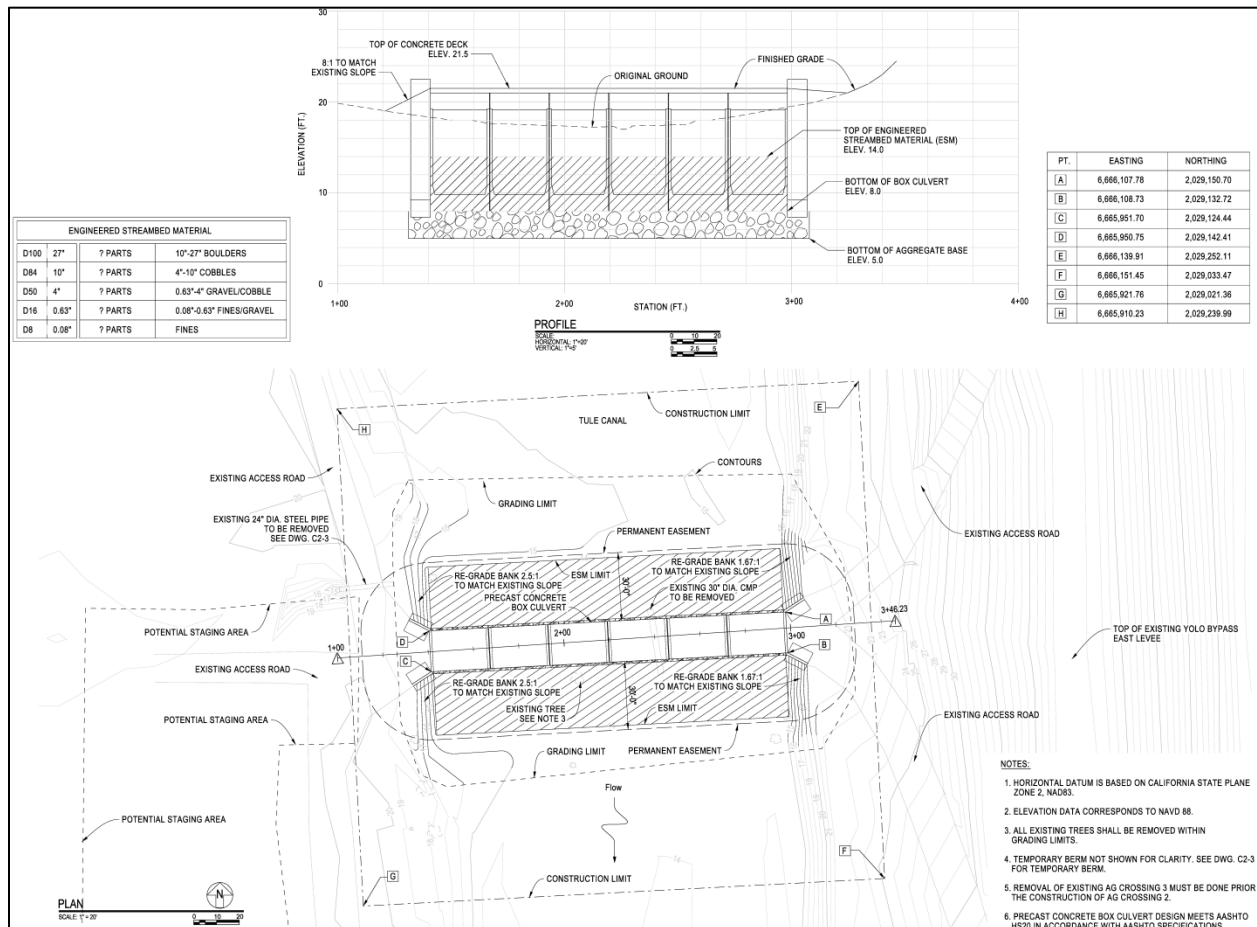 30
20
10
0
ELEVATION (FT.)
TOP OF CONCRETE DECK
ELEV. 21.5
8:1 TO MATCH
EXISTING SLOPE
ORIGINAL GROUND
FINISHED GRADE
TOP OF ENGINEERED
STREAMBED MATERIAL (ESM)
ELEV. 14.0
BOTTOM OF BOX CULVERT
ELEV. 8.0
BOTTOM OF AGGREGATE BASE
ELEV. 5.0
1+00
2+00
3+00
4+00
STATION (FT.)
PROFILE
SCALE:
HORIZONTAL: 1"=20'
VERTICAL: 1"=5'
0 10 20
0 2.5 5
ENGINEERED STREAMBED MATERIAL
D100 27" ? PARTS 10"-27" BOULDERS
D84 10" ? PARTS 4"-10" COBBLES
D50 4" ? PARTS 0.63"-4" GRAVEL/COBBLE
D16 0.63" ? PARTS 0.08"-0.63" FINES/GRAVEL
D8 0.08" ? PARTS FINES
PT. EASTING NORTHING
A 6,666,107.78 2,029,150.70
B 6,666,108.73 2,029,132.72
C 6,665,951.70 2,029,124.44
D 6,665,950.75 2,029,142.41
E 6,666,139.91 2,029,252.11
F 6,666,151.45 2,029,033.47
G 6,665,921.76 2,029,021.36
H 6,665,910.23 2,029,239.99
H
E
CONSTRUCTION LIMIT
TULE CANAL
CONTOURS
EXISTING ACCESS ROAD
GRADING LIMIT
EXISTING 24" DIA. STEEL PIPE
TO BE REMOVED
SEE DWG. C2-3
PERMANENT EASEMENT
EXISTING ACCESS ROAD
RE-GRADE BANK 2.5:1
TO MATCH EXISTING SLOPE
ESM LIMIT
30'-0"
RE-GRADE BANK 1.67:1
TO MATCH EXISTING SLOPE
PRECAST CONCRETE
BOX CULVERT
EXISTING 30" DIA. CMP
TO BE REMOVED
POTENTIAL STAGING AREA
D
A
3+46.23
1+00
2+00
3+00
TOP OF EXISTING YOLO BYPASS
EAST LEVEE
C
B
EXISTING ACCESS ROAD
RE-GRADE BANK 2.5:1
TO MATCH EXISTING SLOPE
RE-GRADE BANK 1.67:1
TO MATCH EXISTING SLOPE
30'-0"
EXISTING TREE
SEE NOTE 3
ESM LIMIT
POTENTIAL STAGING AREA
EXISTING ACCESS ROAD
GRADING LIMIT
PERMANENT EASEMENT
Flow
POTENTIAL STAGING AREA
F
G
CONSTRUCTION LIMIT
N
PLAN
SCALE: 1" = 20'
0 10 20
NOTES:
1. HORIZONTAL DATUM IS BASED ON CALIFORNIA STATE PLANE
ZONE 2, NAD83.
2. ELEVATION DATA CORRESPONDS TO NAVD 88.
3. ALL EXISTING TREES SHALL BE REMOVED WITHIN
GRADING LIMITS.
4. TEMPORARY BERM NOT SHOWN FOR CLARITY. SEE DWG. C2-3
FOR TEMPORARY BERM.
5. REMOVAL OF EXISTING AG CROSSING 3 MUST BE DONE PRIOR
THE CONSTRUCTION OF AG CROSSING 2.
6. PRECAST CONCRETE BOX CULVERT DESIGN MEETS AASHTO
HS20 IN ACCORDANCE WITH AASHTO SPECIFICATIONS